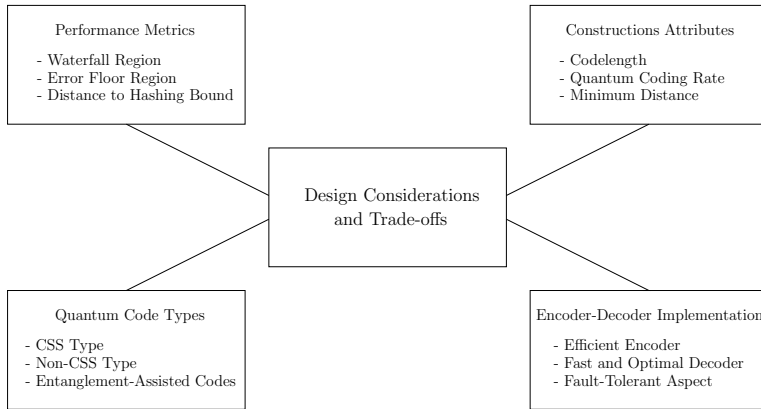 Performance Metrics
- Waterfall Region
- Error Floor Region
- Distance to Hashing Bound
Constructions Attributes
- Codelength
- Quantum Coding Rate
- Minimum Distance
Design Considerations
and Trade-offs
Quantum Code Types
- CSS Type
- Non-CSS Type
- Entanglement-Assisted Codes
Encoder-Decoder Implementation
- Efficient Encoder
- Fast and Optimal Decoder
- Fault-Tolerant Aspect